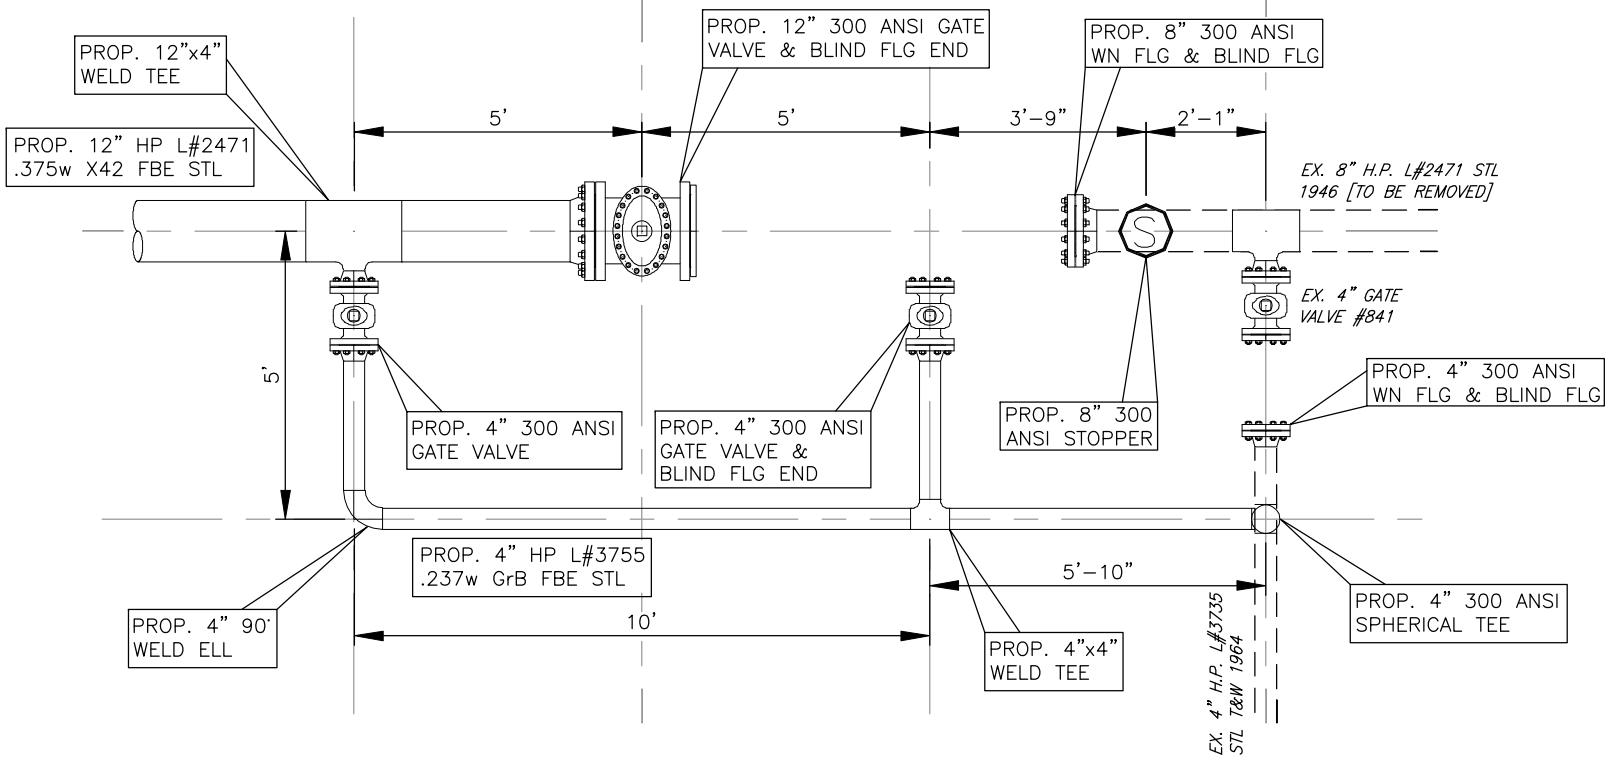 PROP. 12”x4”
WELD TEE
PROP. 12” 300 ANSI GATE
VALVE & BLIND FLG END
PROP. 8” 300 ANSI
WN FLG & BLIND FLG
5’
5’
3’-9”
2’-1”
PROP. 12” HP L#2471
.375w X42 FBE STL
EX. 8” H.P. L#2471 STL
1946 [TO BE REMOVED]
S
EX. 4” GATE
VALVE #841
5’
PROP. 4” 300 ANSI
WN FLG & BLIND FLG
PROP. 4” 300 ANSI
GATE VALVE
PROP. 4” 300 ANSI
GATE VALVE &
BLIND FLG END
PROP. 8” 300
ANSI STOPPER
PROP. 4” HP L#3755
.237w GrB FBE STL
5’-10”
10’
PROP. 4” 90°
WELD ELL
PROP. 4”x4”
WELD TEE
PROP. 4” 300 ANSI
SPHERICAL TEE
EX. 4” H.P. L#3735
STL T&W 1964